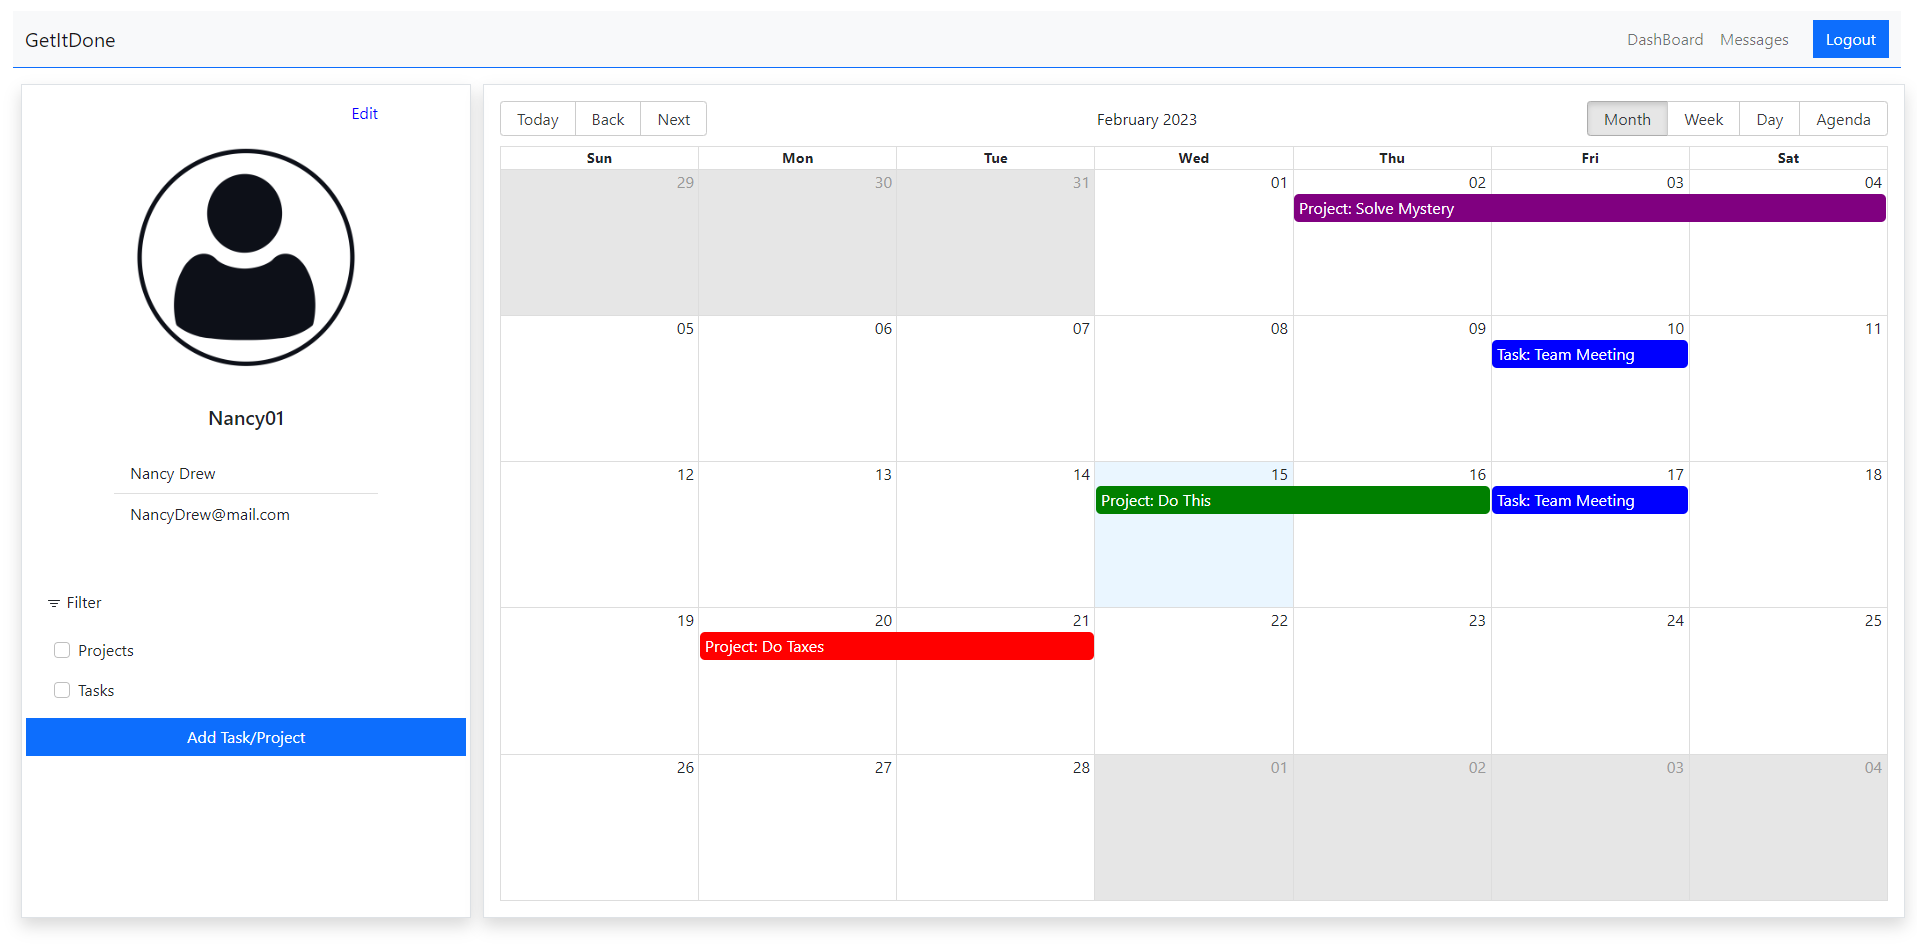 GetItDone
DashBoard Messages Logout
Edit
Nancy01
Nancy Drew
NancyDrew@mail.com
Filter
Projects
Tasks
Add Task/Project
Today Back Next February 2023 Month Week Day Agenda
Sun Mon Tue Wed Thu Fri Sat
29 30 31 01 02 03 04
Project: Solve Mystery
05 06 07 08 09 10 11
Task: Team Meeting
12 13 14 15 16 17 18
Project: Do This Task: Team Meeting
19 20 21 22 23 24 25
Project: Do Taxes
26 27 28 01 02 03 04